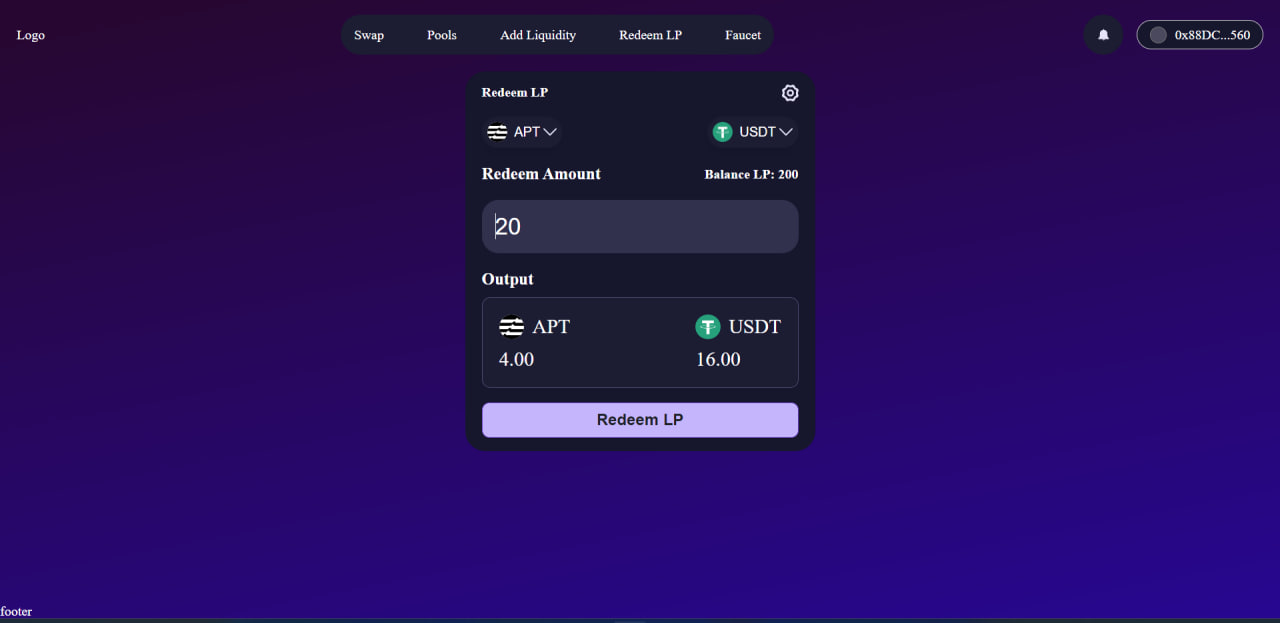 Logo
Swap Pools Add Liquidity Redeem LP Faucet
0x88DC...560
Redeem LP
APT USDT
Redeem Amount Balance LP: 200
20
Output
APT USDT
4.00 16.00
Redeem LP
footer